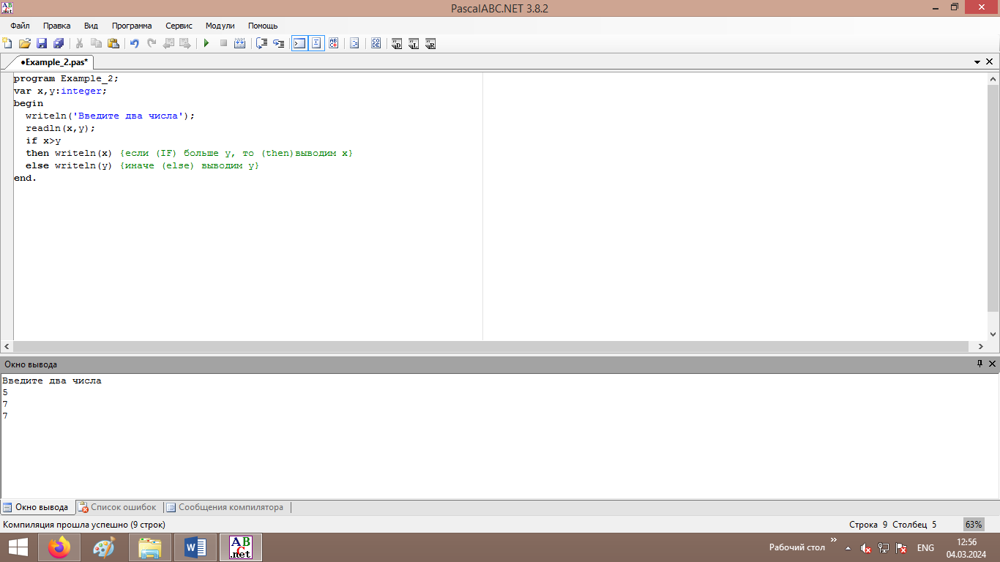 PascalABC.NET 3.8.2
Файл Правка Вид Программа Сервис Модули Помощь
•Example_2.pas*
program Example_2;
var x,y:integer;
begin
writeln('Введите два числа');
readln(x,y);
if x>y
then writeln(x) {если (IF) больше y, то (then)выводим x}
else writeln(y) {иначе (else) выводим y}
end.
Окно вывода
Введите два числа
5
7
7
Окно вывода Список ошибок Сообщения компилятора
Компиляция прошла успешно (9 строк) Строка 9 Столбец 5 63%
Рабочий стол » ENG 12:56
04.03.2024